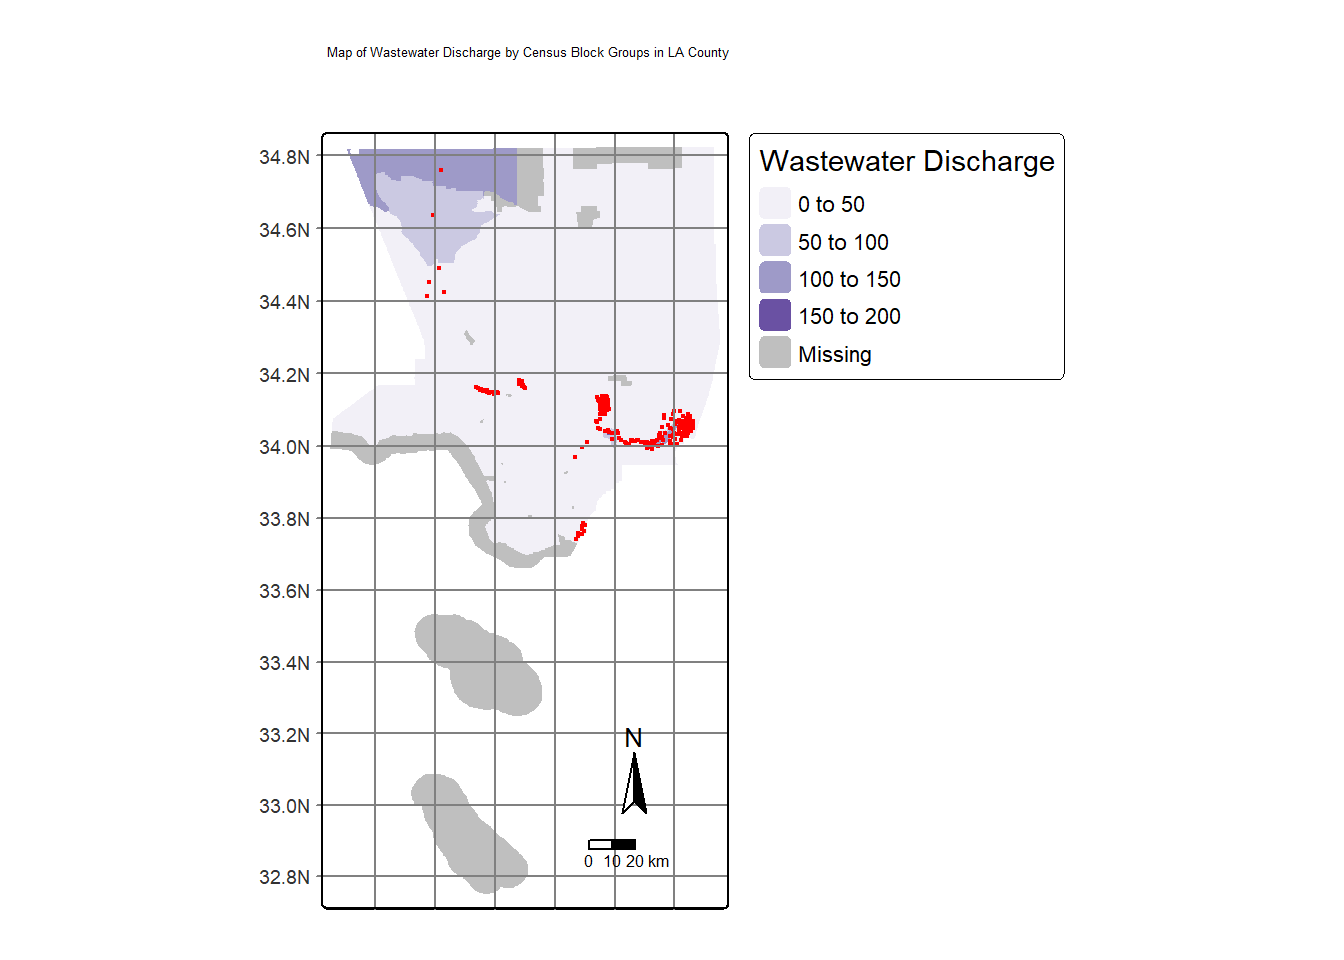 Map of Wastewater Discharge by Census Block Groups in LA County
34.8N
34.6N
34.4N
34.2N
34.0N
33.8N
33.6N
33.4N
33.2N
33.0N
32.8N
N
0 10 20 km
Wastewater Discharge
0 to 50
50 to 100
100 to 150
150 to 200
Missing